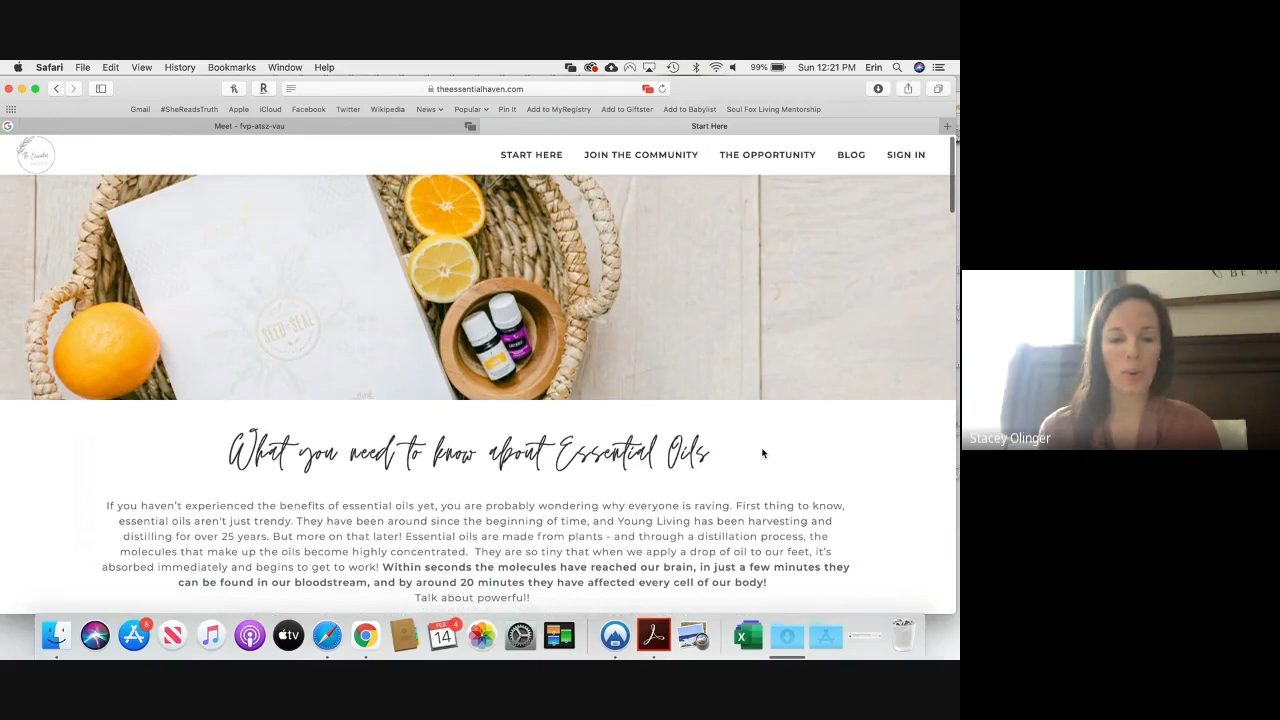 Safari File Edit View History Bookmarks Window Help 99% Sun 12:21 PM Erin
theessentialhaven.com
Gmail #SheReadsTruth Apple iCloud Facebook Twitter Wikipedia News Popular Pin It Add to MyRegistry Add to Giftster Add to Babylist Soul Fox Living Mentorship
Meet - fvp-atsz-vau Start Here
START HERE JOIN THE COMMUNITY THE OPPORTUNITY BLOG SIGN IN
SEED TO SEAL
BE MY
What you need to know about Essential Oils
Stacey Olinger
If you haven't experienced the benefits of essential oils yet, you are probably wondering why everyone is raving. First thing to know,
essential oils aren't just trendy. They have been around since the beginning of time, and Young Living has been harvesting and
distilling for over 25 years. But more on that later! Essential oils are made from plants - and through a distillation process, the
molecules that make up the oils become highly concentrated. They are so tiny that when we apply a drop of oil to our feet, it's
absorbed immediately and begins to get to work! Within seconds the molecules have reached our brain, in just a few minutes they
can be found in our bloodstream, and by around 20 minutes they have affected every cell of our body!
Talk about powerful!
8 tv FEB 14 4